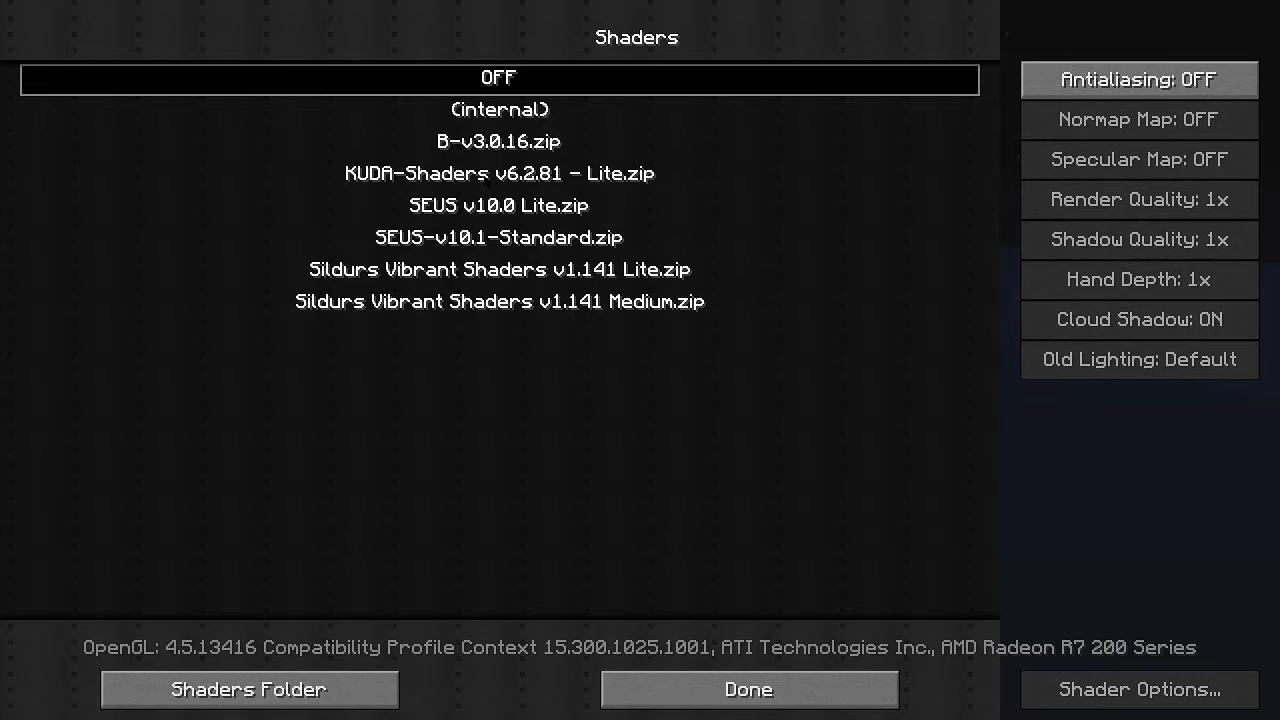 Shaders
OFF
(internal)
B-v3.0.16.zip
KUDA-Shaders v6.2.81 - Lite.zip
SEUS v10.0 Lite.zip
SEUS-v10.1-Standard.zip
Sildurs Vibrant Shaders v1.141 Lite.zip
Sildurs Vibrant Shaders v1.141 Medium.zip
Antialiasing: OFF
Normap Map: OFF
Specular Map: OFF
Render Quality: 1x
Shadow Quality: 1x
Hand Depth: 1x
Cloud Shadow: ON
Old Lighting: Default
OpenGL: 4.5.13416 Compatibility Profile Context 15.300.1025.1001, ATI Technologies Inc., AMD Radeon R7 200 Series
Shaders Folder
Done
Shader Options...